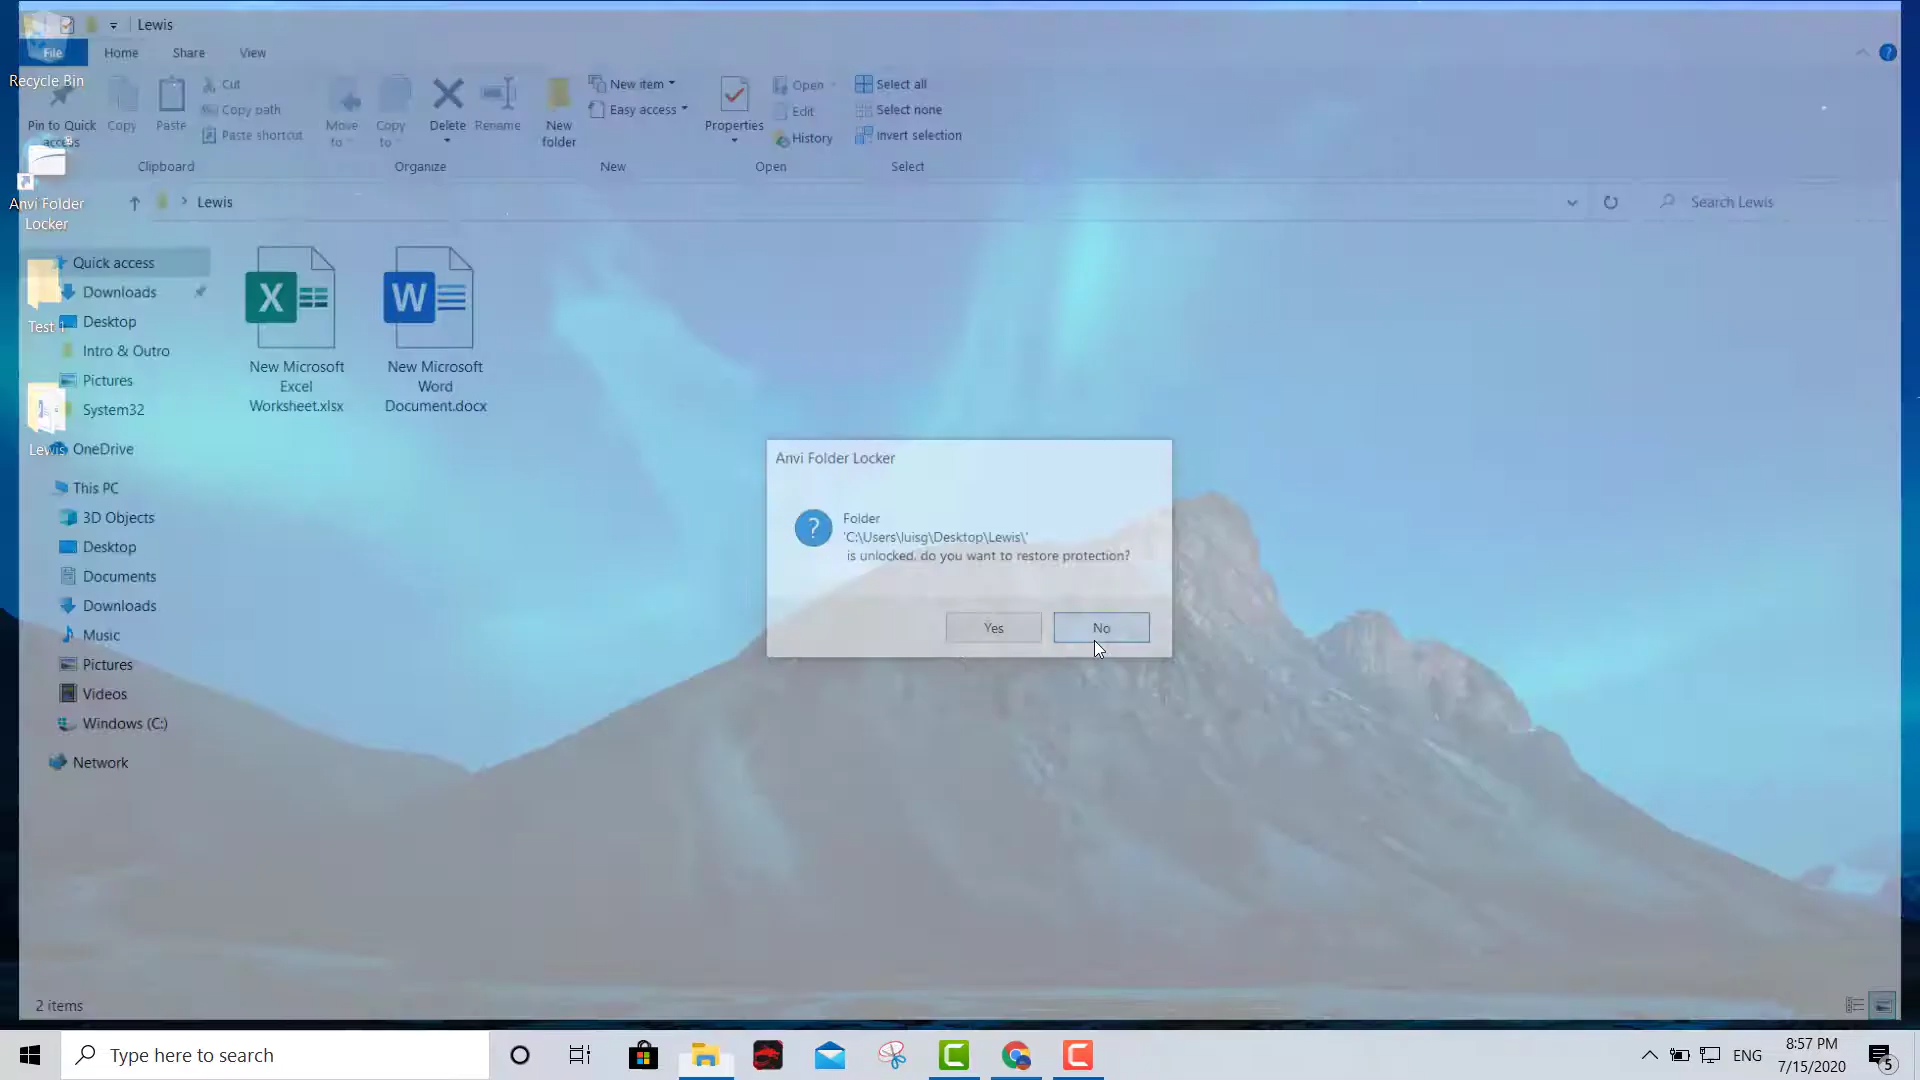 Lewis
File
Home
Share
View
Recycle Bin
Pin to Quick
access
Copy
Paste
Cut
Copy path
Paste shortcut
Clipboard
Move
to
Copy
to
Delete
Rename
Organize
New
folder
New item
Easy access
New
Properties
Open
Edit
History
Open
Select all
Select none
Invert selection
Select
Anvi Folder
Locker
Lewis
Search Lewis
Quick access
Downloads
Test 1
Desktop
Intro & Outro
Pictures
System32
Lewis
OneDrive
This PC
3D Objects
Desktop
Documents
Downloads
Music
Pictures
Videos
Windows (C:)
Network
X
New Microsoft
Excel
Worksheet.xlsx
W
New Microsoft
Word
Document.docx
Anvi Folder Locker
?
Folder
'C:\Users\luisg\Desktop\Lewis\'
is unlocked. do you want to restore protection?
Yes
No
2 items
Type here to search
ENG
8:57 PM
7/15/2020
5